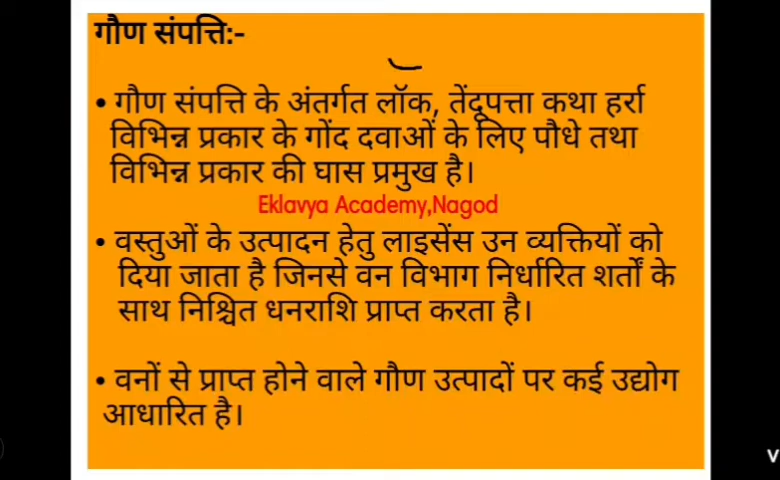 गौण संपत्ति:-
• गौण संपत्ति के अंतर्गत लॉक, तेंदूपत्ता कथा हर्रा
विभिन्न प्रकार के गोंद दवाओं के लिए पौधे तथा
विभिन्न प्रकार की घास प्रमुख है।
Eklavya Academy,Nagod
• वस्तुओं के उत्पादन हेतु लाइसेंस उन व्यक्तियों को
दिया जाता है जिनसे वन विभाग निर्धारित शर्तों के
साथ निश्चित धनराशि प्राप्त करता है।
• वनों से प्राप्त होने वाले गौण उत्पादों पर कई उद्योग
आधारित है।
V